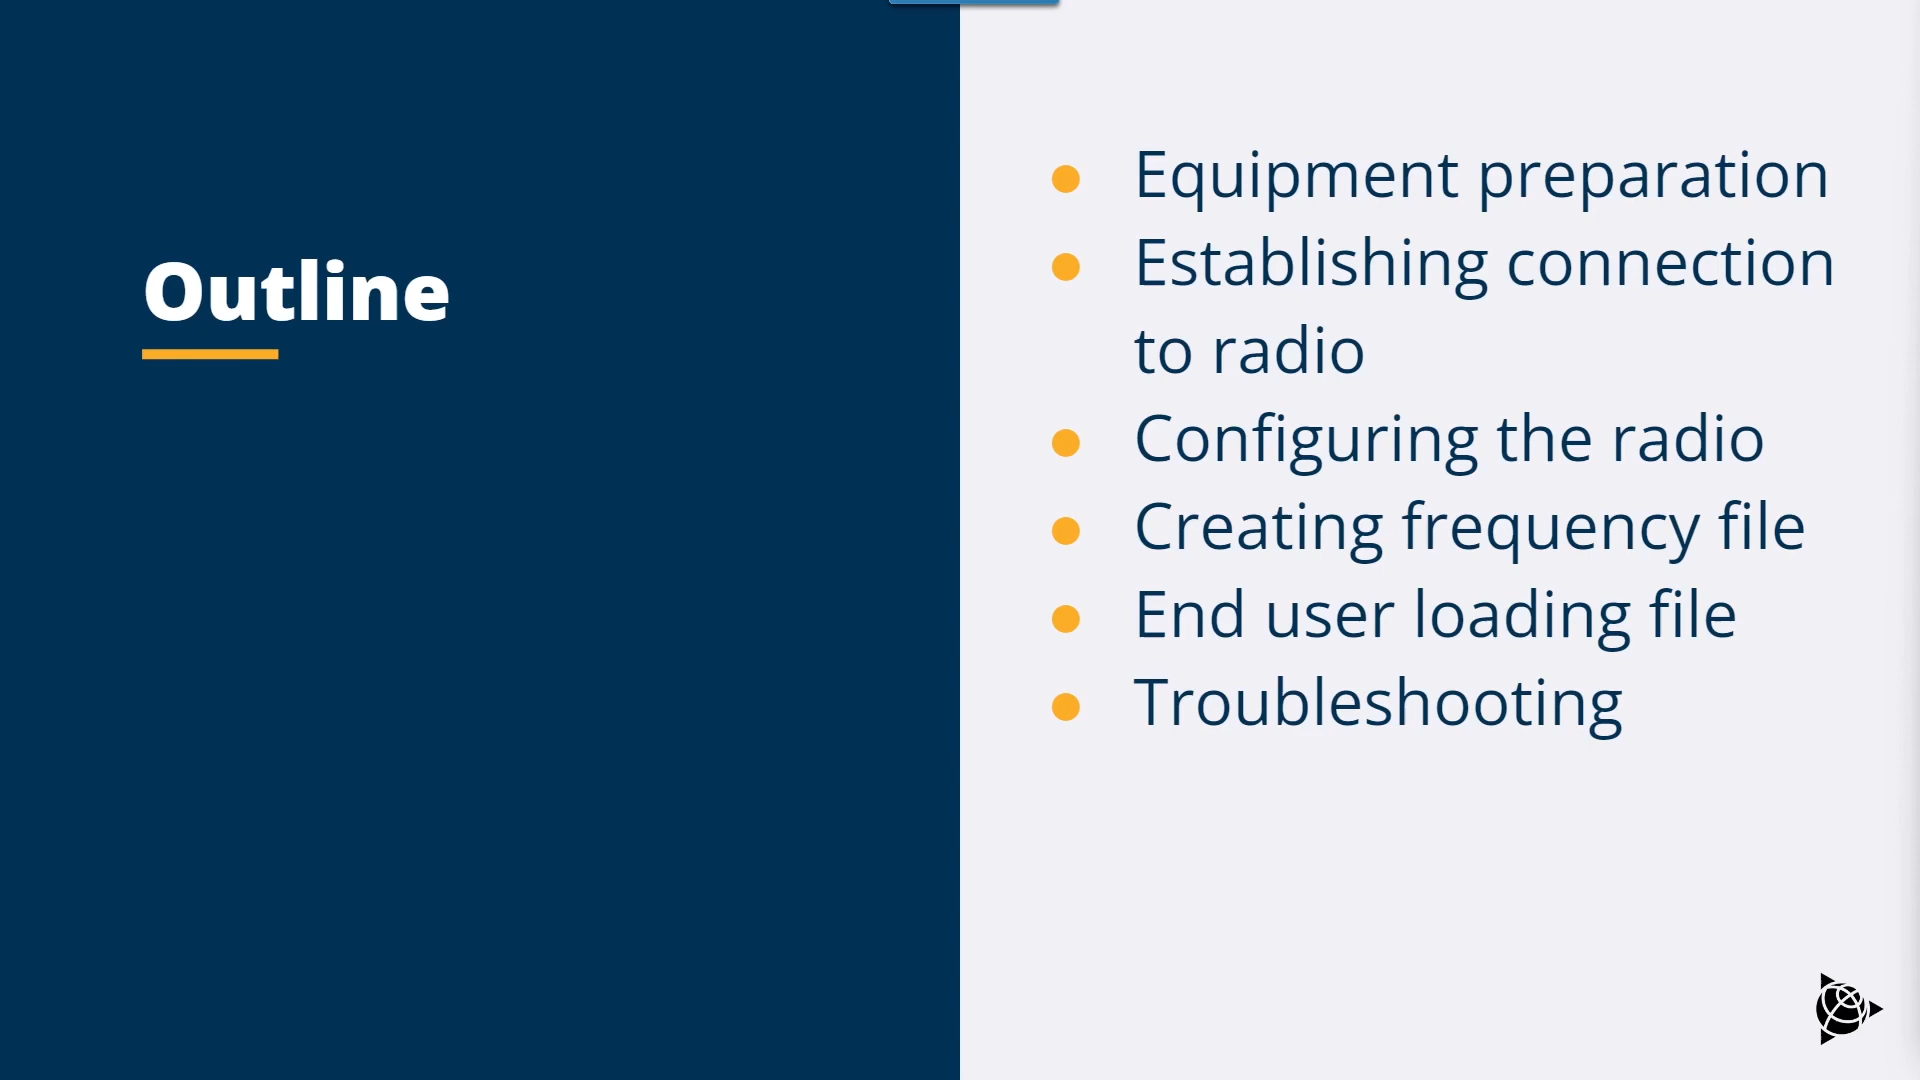 Outline
Equipment preparation
Establishing connection
to radio
Configuring the radio
Creating frequency file
End user loading file
Troubleshooting